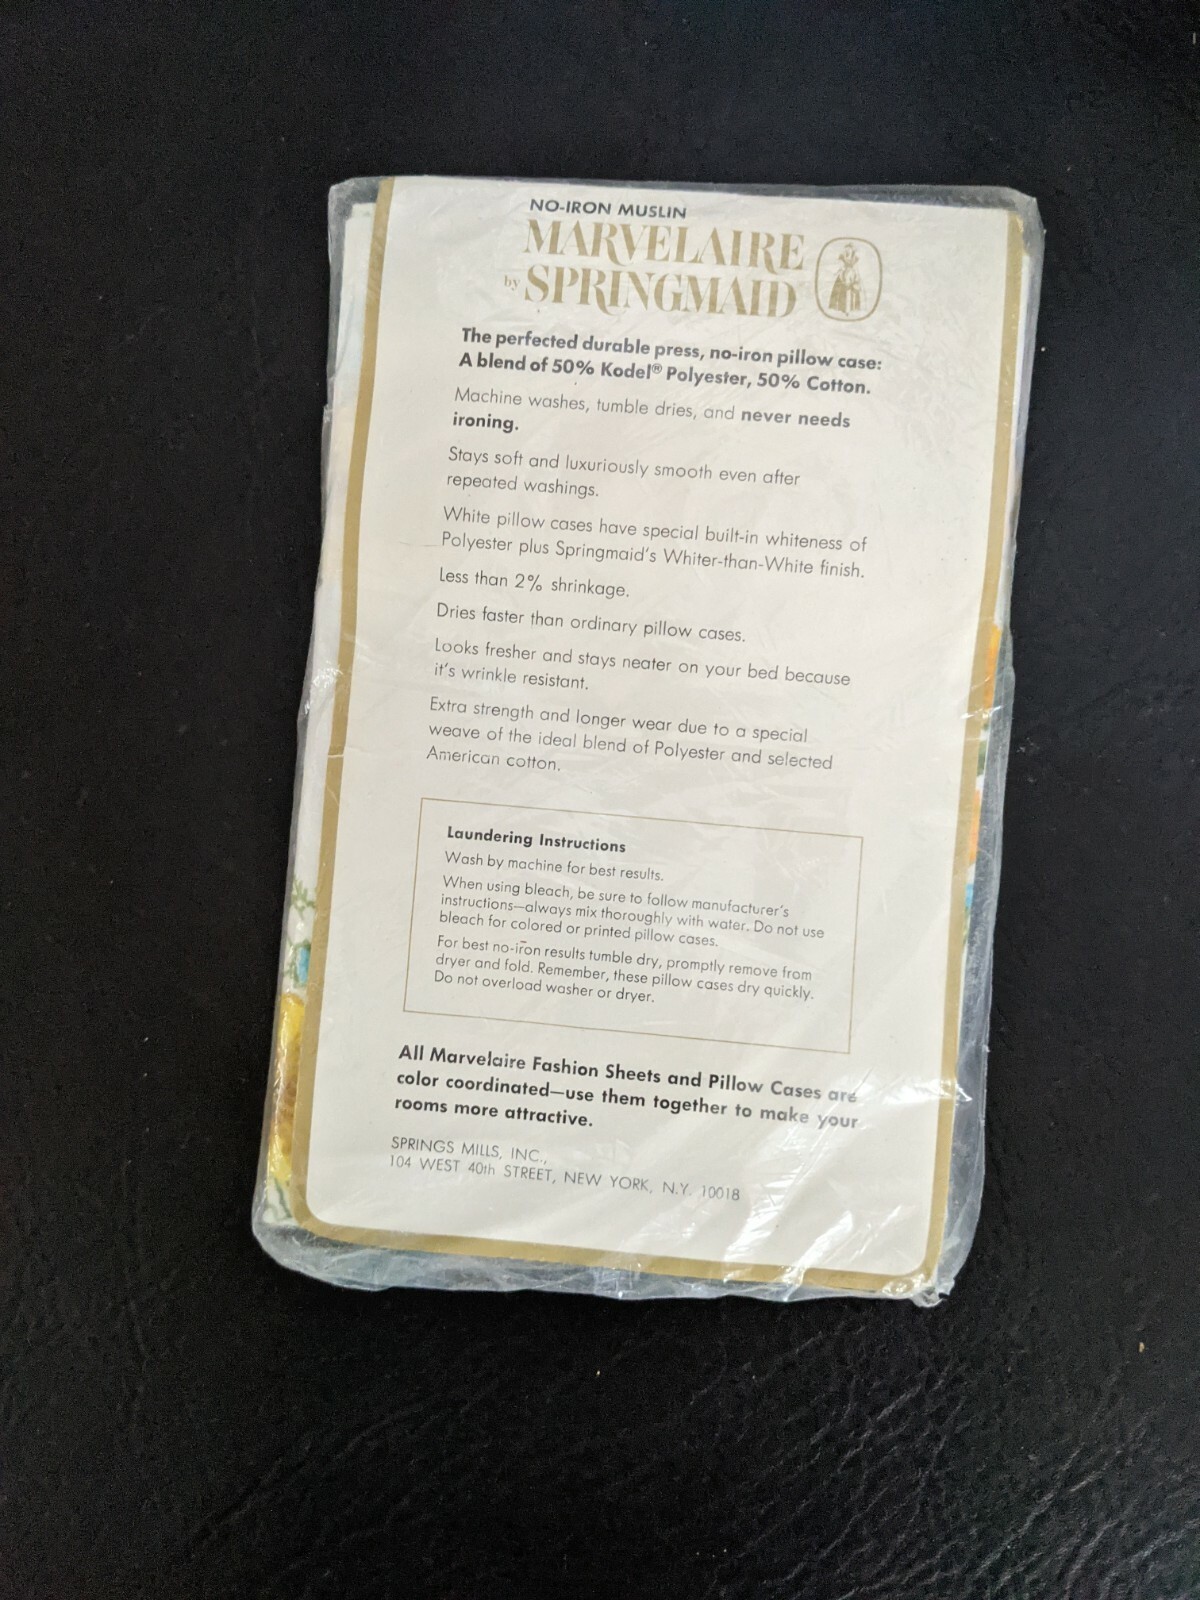 NO-IRON MUSLIN
MARVELAIRE
by SPRINGMAID
The perfected durable press, no-iron pillow case:
A blend of 50% Kodel® Polyester, 50% Cotton.
Machine washes, tumble dries, and never needs
ironing.
Stays soft and luxuriously smooth even after
repeated washings.
White pillow cases have special built-in whiteness of
Polyester plus Springmaid's Whiter-than-White finish.
Less than 2% shrinkage.
Dries faster than ordinary pillow cases.
Looks fresher and stays neater on your bed because
it's wrinkle resistant.
Extra strength and longer wear due to a special
weave of the ideal blend of Polyester and selected
American cotton.
Laundering Instructions
Wash by machine for best results.
When using bleach, be sure to follow manufacturer's
instructions—always mix thoroughly with water. Do not use
bleach for colored or printed pillow cases.
For best no-iron results tumble dry, promptly remove from
dryer and fold. Remember, these pillow cases dry quickly.
Do not overload washer or dryer.
All Marvelaire Fashion Sheets and Pillow Cases are
color coordinated—use them together to make your
rooms more attractive.
SPRINGS MILLS, INC.,
104 WEST 40th STREET, NEW YORK, N.Y. 10018